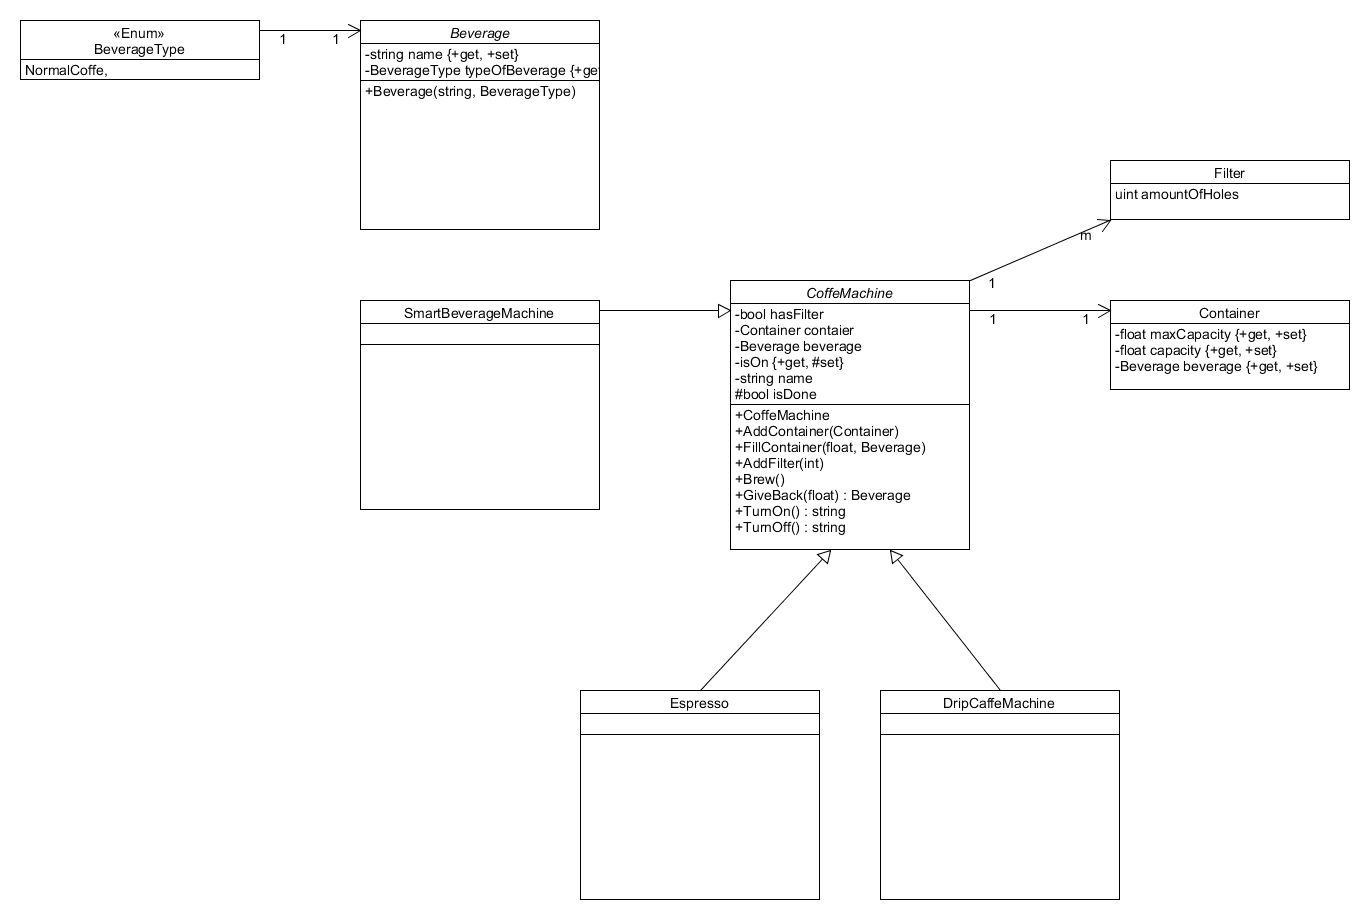 «Enum»
BeverageType
NormalCoffe,
1
1
Beverage
-string name {+get, +set}
-BeverageType typeOfBeverage {+get
+Beverage(string, BeverageType)
Filter
uint amountOfHoles
m
1
SmartBeverageMachine
CoffeMachine
-bool hasFilter
-Container contaier
-Beverage beverage
-isOn {+get, #set}
-string name
#bool isDone
+CoffeMachine
+AddContainer(Container)
+FillContainer(float, Beverage)
+AddFilter(int)
+Brew()
+GiveBack(float) : Beverage
+TurnOn() : string
+TurnOff() : string
1
1
Container
-float maxCapacity {+get, +set}
-float capacity {+get, +set}
-Beverage beverage {+get, +set}
Espresso
DripCaffeMachine